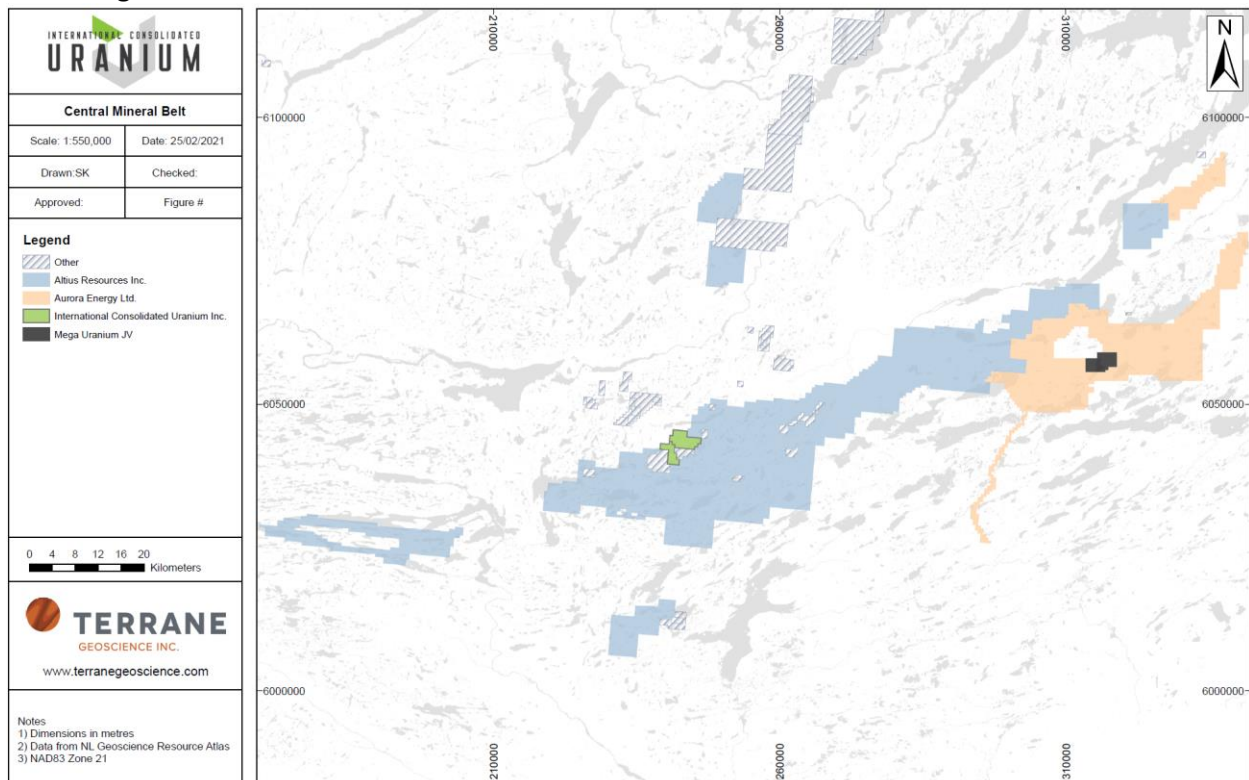 INTERNATIONAL CONSOLIDATED
URANIUM
Central Mineral Belt
Scale: 1:550,000
Date: 25/02/2021
Drawn:SK
Checked:
Approved:
Figure #
Legend
Other
Altius Resources Inc.
Aurora Energy Ltd.
International Consolidated Uranium Inc.
Mega Uranium JV
0 4 8 12 16 20
Kilometers
TERRANE
GEOSCIENCE INC.
www.terranegeoscience.com
Notes
1) Dimensions in metres
2) Data from NL Geoscience Resource Atlas
3) NAD83 Zone 21
210000
260000
310000
N
6100000
6100000
6050000
6050000
6000000
6000000
210000
260000
310000